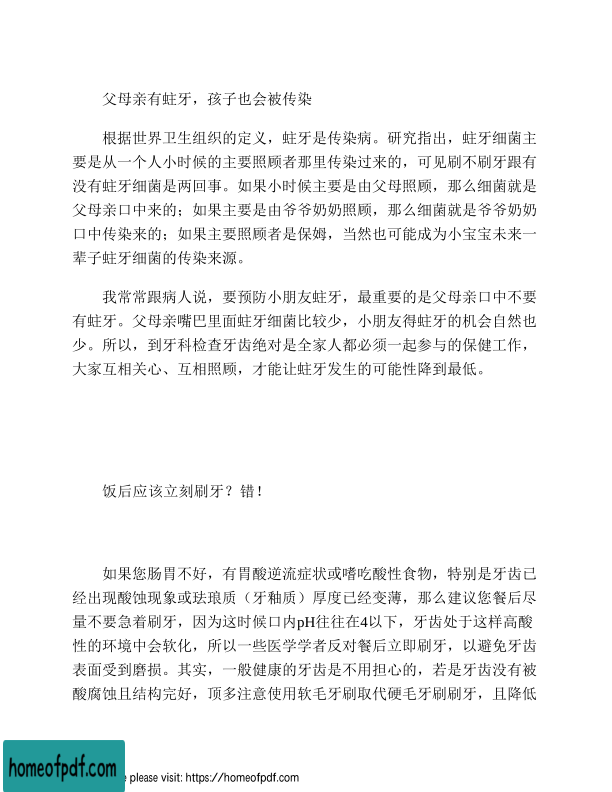 父母亲有蛀牙，孩子也会被传染
根据世界卫生组织的定义，蛀牙是传染病。研究指出，蛀牙细菌主
要是从一个人小时候的主要照顾者那里传染过来的，可见刷不刷牙跟有
没有蛀牙细菌是两回事。如果小时候主要是由父母照顾，那么细菌就是
父母亲口中来的；如果主要是由爷爷奶奶照顾，那么细菌就是爷爷奶奶
口中传染来的；如果主要照顾者是保姆，当然也可能成为小宝宝未来一
辈子蛀牙细菌的传染来源。
我常常跟病人说，要预防小朋友蛀牙，最重要的是父母亲口中不要
有蛀牙。父母亲嘴巴里面蛀牙细菌比较少，小朋友得蛀牙的机会自然也
少。所以，到牙科检查牙齿绝对是全家人都必须一起参与的保健工作，
大家互相关心、互相照顾，才能让蛀牙发生的可能性降到最低。
饭后应该立刻刷牙？错！
如果您肠胃不好，有胃酸逆流症状或嗜吃酸性食物，特别是牙齿已
经出现酸蚀现象或珐琅质（牙釉质）厚度已经变薄，那么建议您餐后尽
量不要急着刷牙，因为这时候口内pH往往在4以下，牙齿处于这样高酸
性的环境中会软化，所以一些医学学者反对餐后立即刷牙，以避免牙齿
表面受到磨损。其实，一般健康的牙齿是不用担心的，若是牙齿没有被
酸腐蚀且结构完好，顶多注意使用软毛牙刷取代硬毛牙刷刷牙，且降低
homeofpdf.com
e please visit: https://homeofpdf.com